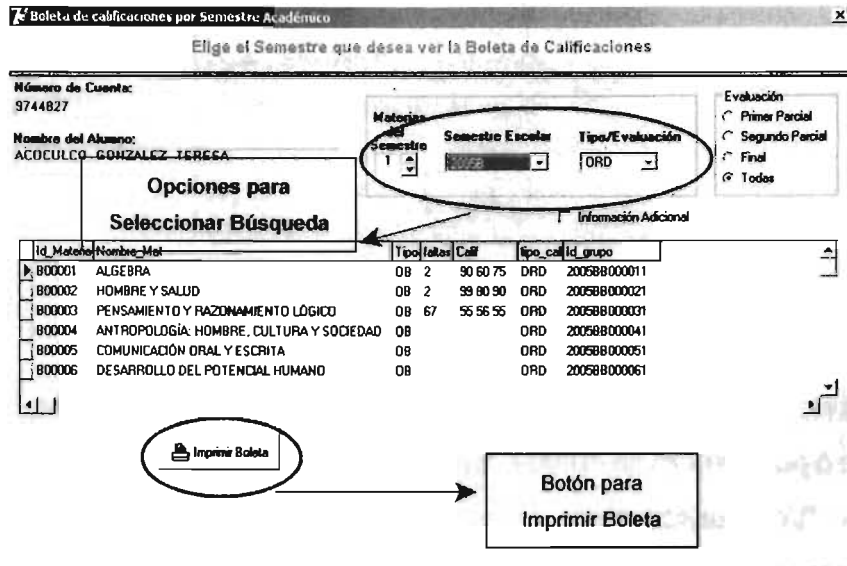 Boleta de calificaciones por Semestre Académico
Elige el Semestre que desea ver la Boleta de Calificaciones
Número de Cuenta:
9744827
Nombre del Alumno:
ACOCULCO GONZALEZ TERESA
Materias del Semestre
1
Semestre Escolar
2005B
Tipo/Evaluación
ORD
Evaluación
Primer Parcial
Segundo Parcial
Final
Todas
Opciones para
Seleccionar Búsqueda
Información Adicional
Id_Materia Nombre_Mat Tipo faltas Calif tipo_cal Id_grupo
B00001 ALGEBRA OB 2 90 60 75 ORD 2005BB000011
B00002 HOMBRE Y SALUD OB 2 99 80 90 ORD 2005BB000021
B00003 PENSAMIENTO Y RAZONAMIENTO LÓGICO OB 67 55 56 55 ORD 2005BB000031
B00004 ANTROPOLOGÍA: HOMBRE, CULTURA Y SOCIEDAD OB ORD 2005BB000041
B00005 COMUNICACIÓN ORAL Y ESCRITA OB ORD 2005BB000051
B00006 DESARROLLO DEL POTENCIAL HUMANO OB ORD 2005BB000061
Imprimir Boleta
Botón para
Imprimir Boleta